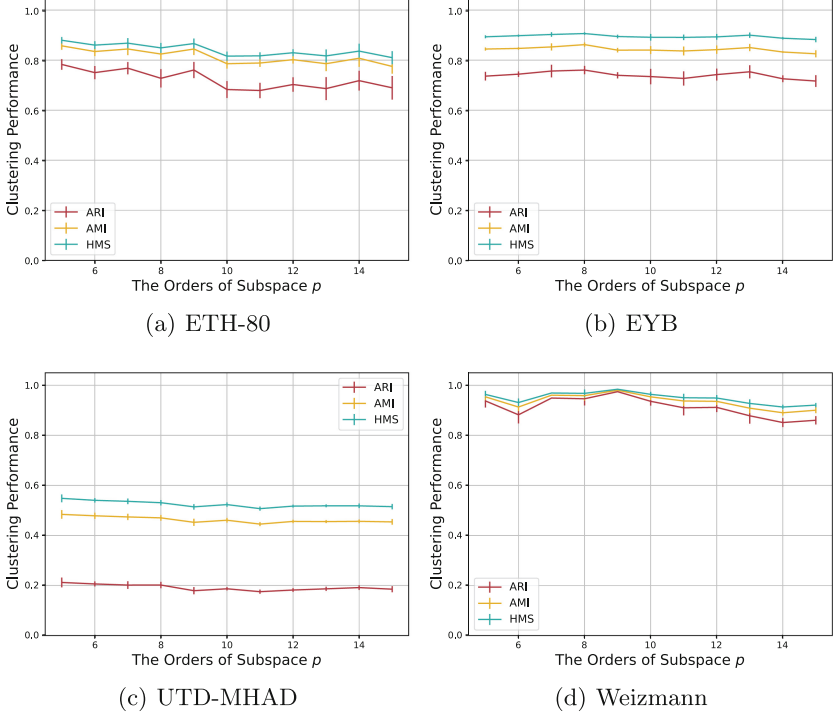 1.0
0.8
0.6
0.4
0.2
0.0
Clustering Performance
ARI
AMI
HMS
6 8 10 12 14
The Orders of Subspace p
(a) ETH-80
1.0
0.8
0.6
0.4
0.2
0.0
Clustering Performance
ARI
AMI
HMS
6 8 10 12 14
The Orders of Subspace p
(b) EYB
1.0
0.8
0.6
0.4
0.2
0.0
Clustering Performance
ARI
AMI
HMS
6 8 10 12 14
The Orders of Subspace p
(c) UTD-MHAD
1.0
0.8
0.6
0.4
0.2
0.0
Clustering Performance
ARI
AMI
HMS
6 8 10 12 14
The Orders of Subspace p
(d) Weizmann